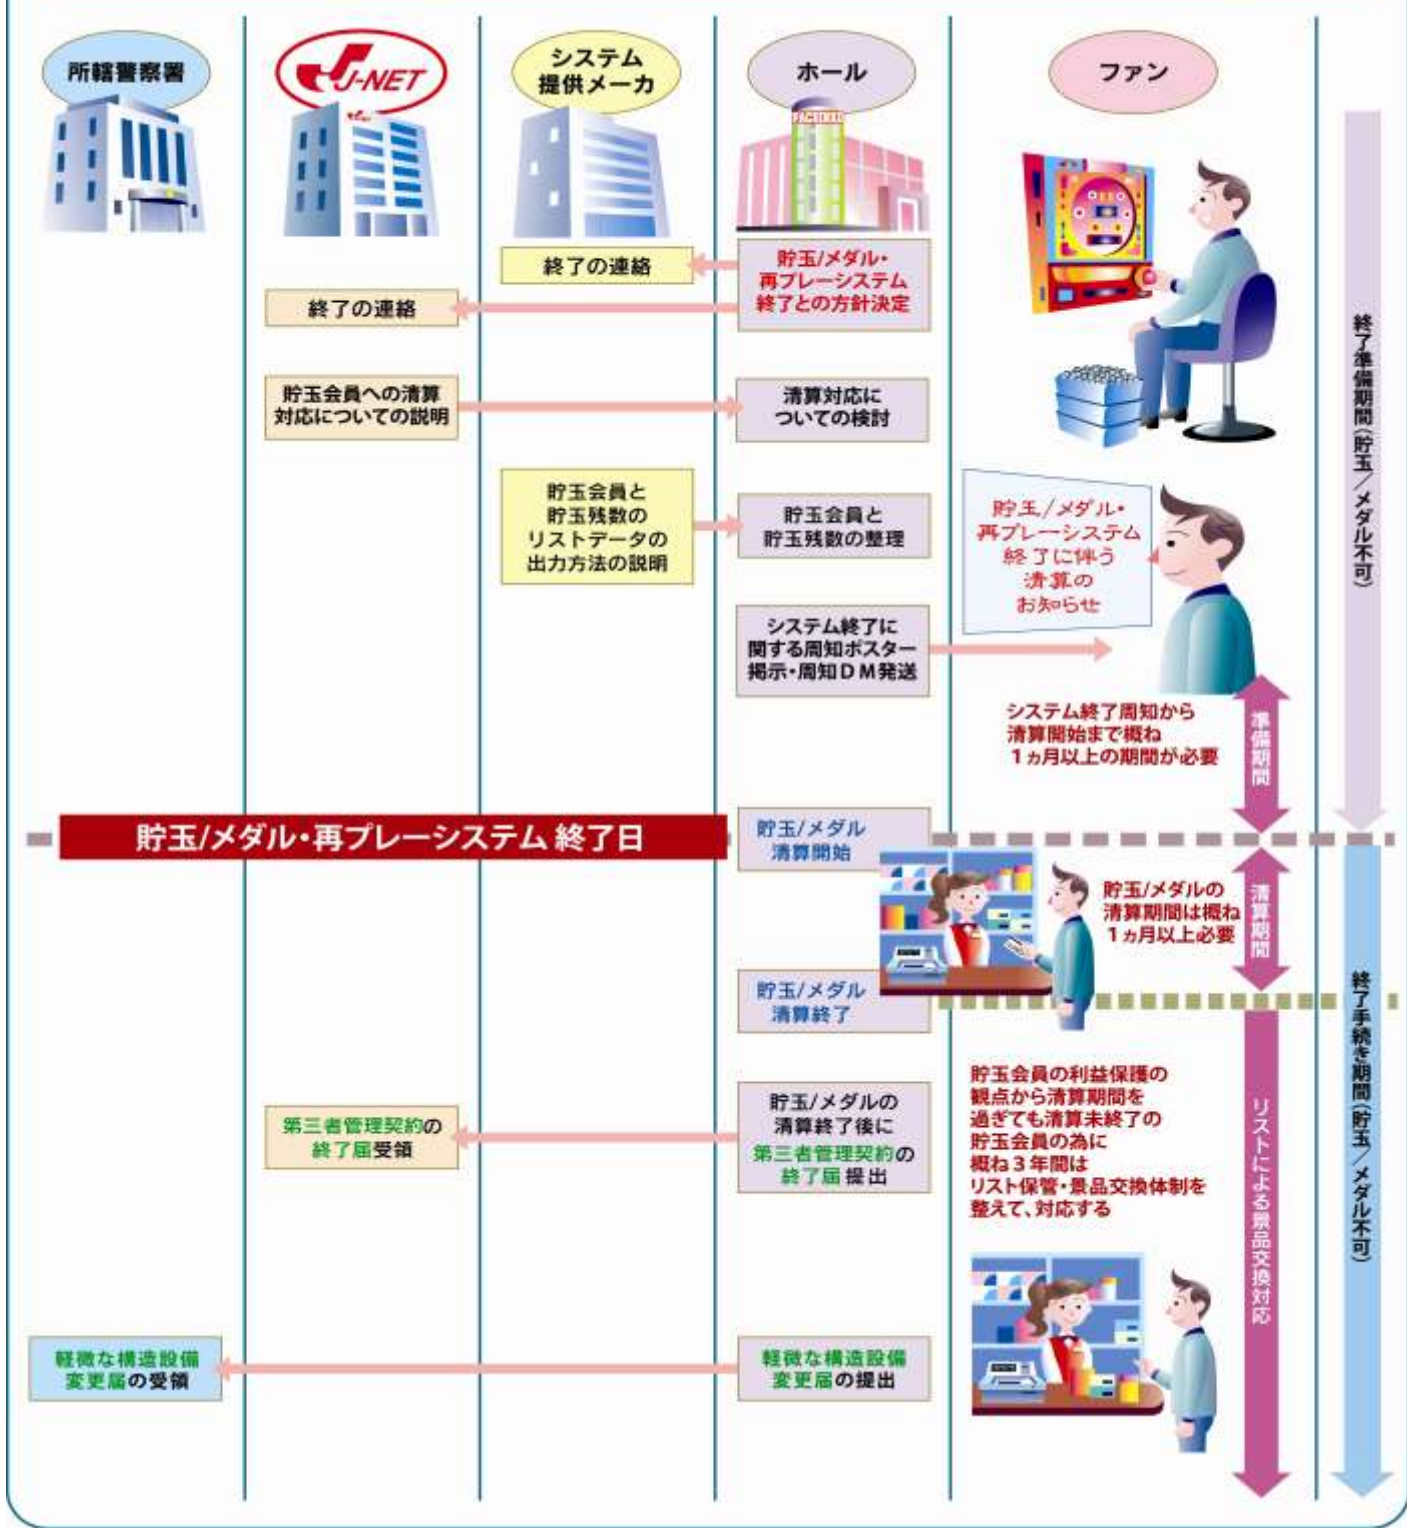 所轄警察署
J-NET
システム
提供メーカ
ホール
ファン
PACHINKO
終了の連絡
貯玉/メダル・
再プレーシステム
終了との方針決定
終了の連絡
貯玉会員への清算
対応についての説明
清算対応に
ついての検討
貯玉会員と
貯玉残数の
リストデータの
出力方法の説明
貯玉会員と
貯玉残数の整理
貯玉/メダル・
再プレーシステム
終了に伴う
清算の
お知らせ
システム終了に
関する周知ポスター
掲示・周知DM発送
システム終了周知から
清算開始まで概ね
1ヵ月以上の期間が必要
準備期間
終了準備期間(貯玉/メダル不可)
貯玉/メダル・再プレーシステム 終了日
貯玉/メダル
清算開始
貯玉/メダルの
清算期間は概ね
1ヵ月以上必要
清算期間
貯玉/メダル
清算終了
第三者管理契約の
終了届受領
貯玉/メダルの
清算終了後に
第三者管理契約の
終了届 提出
貯玉会員の利益保護の
観点から清算期間を
過ぎても清算未終了の
貯玉会員の為に
概ね3年間は
リスト保管・景品交換体制を
整えて、対応する
リストによる景品交換対応
終了手続き期間(貯玉/メダル不可)
軽微な構造設備
変更届の受領
軽微な構造設備
変更届の提出